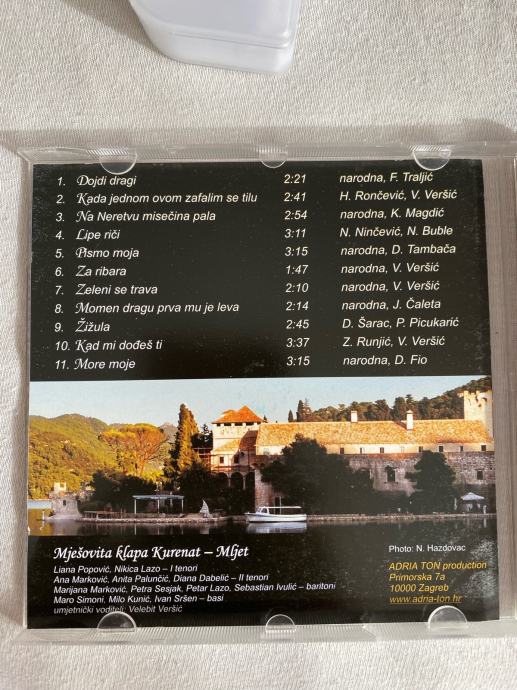 1. Dojdi dragi 2:21 narodna, F. Traljić
2. Kada jednom ovom zafalim se tilu 2:41 H. Rončević, V. Veršić
3. Na Neretvu misečina pala 2:54 narodna, K. Magdić
4. Lipe riči 3:11 N. Ninčević, N. Buble
5. Pismo moja 3:15 narodna, D. Tambača
6. Za ribara 1:47 narodna, V. Veršić
7. Zeleni se trava 2:10 narodna, V. Veršić
8. Momen dragu prva mu je leva 2:14 narodna, J. Čaleta
9. Žižula 2:45 D. Šarac, P. Picukarić
10. Kad mi dođeš ti 3:37 Z. Runjić, V. Veršić
11. More moje 3:15 narodna, D. Fio
Mješovita klapa Kurenat – Mljet
Liana Popović, Nikica Lazo – I tenori
Ana Marković, Anita Palunčić, Diana Dabelić – II tenori
Marijana Marković, Petra Sesjak, Petar Lazo, Sebastian Ivulić – baritoni
Maro Simoni, Milo Kunić, Ivan Sršen – basi
umjetnički voditelj: Velebit Veršić
Photo: N. Hazdovac
ADRIA TON production
Primorska 7a
10000 Zagreb
www.adria-ton.hr